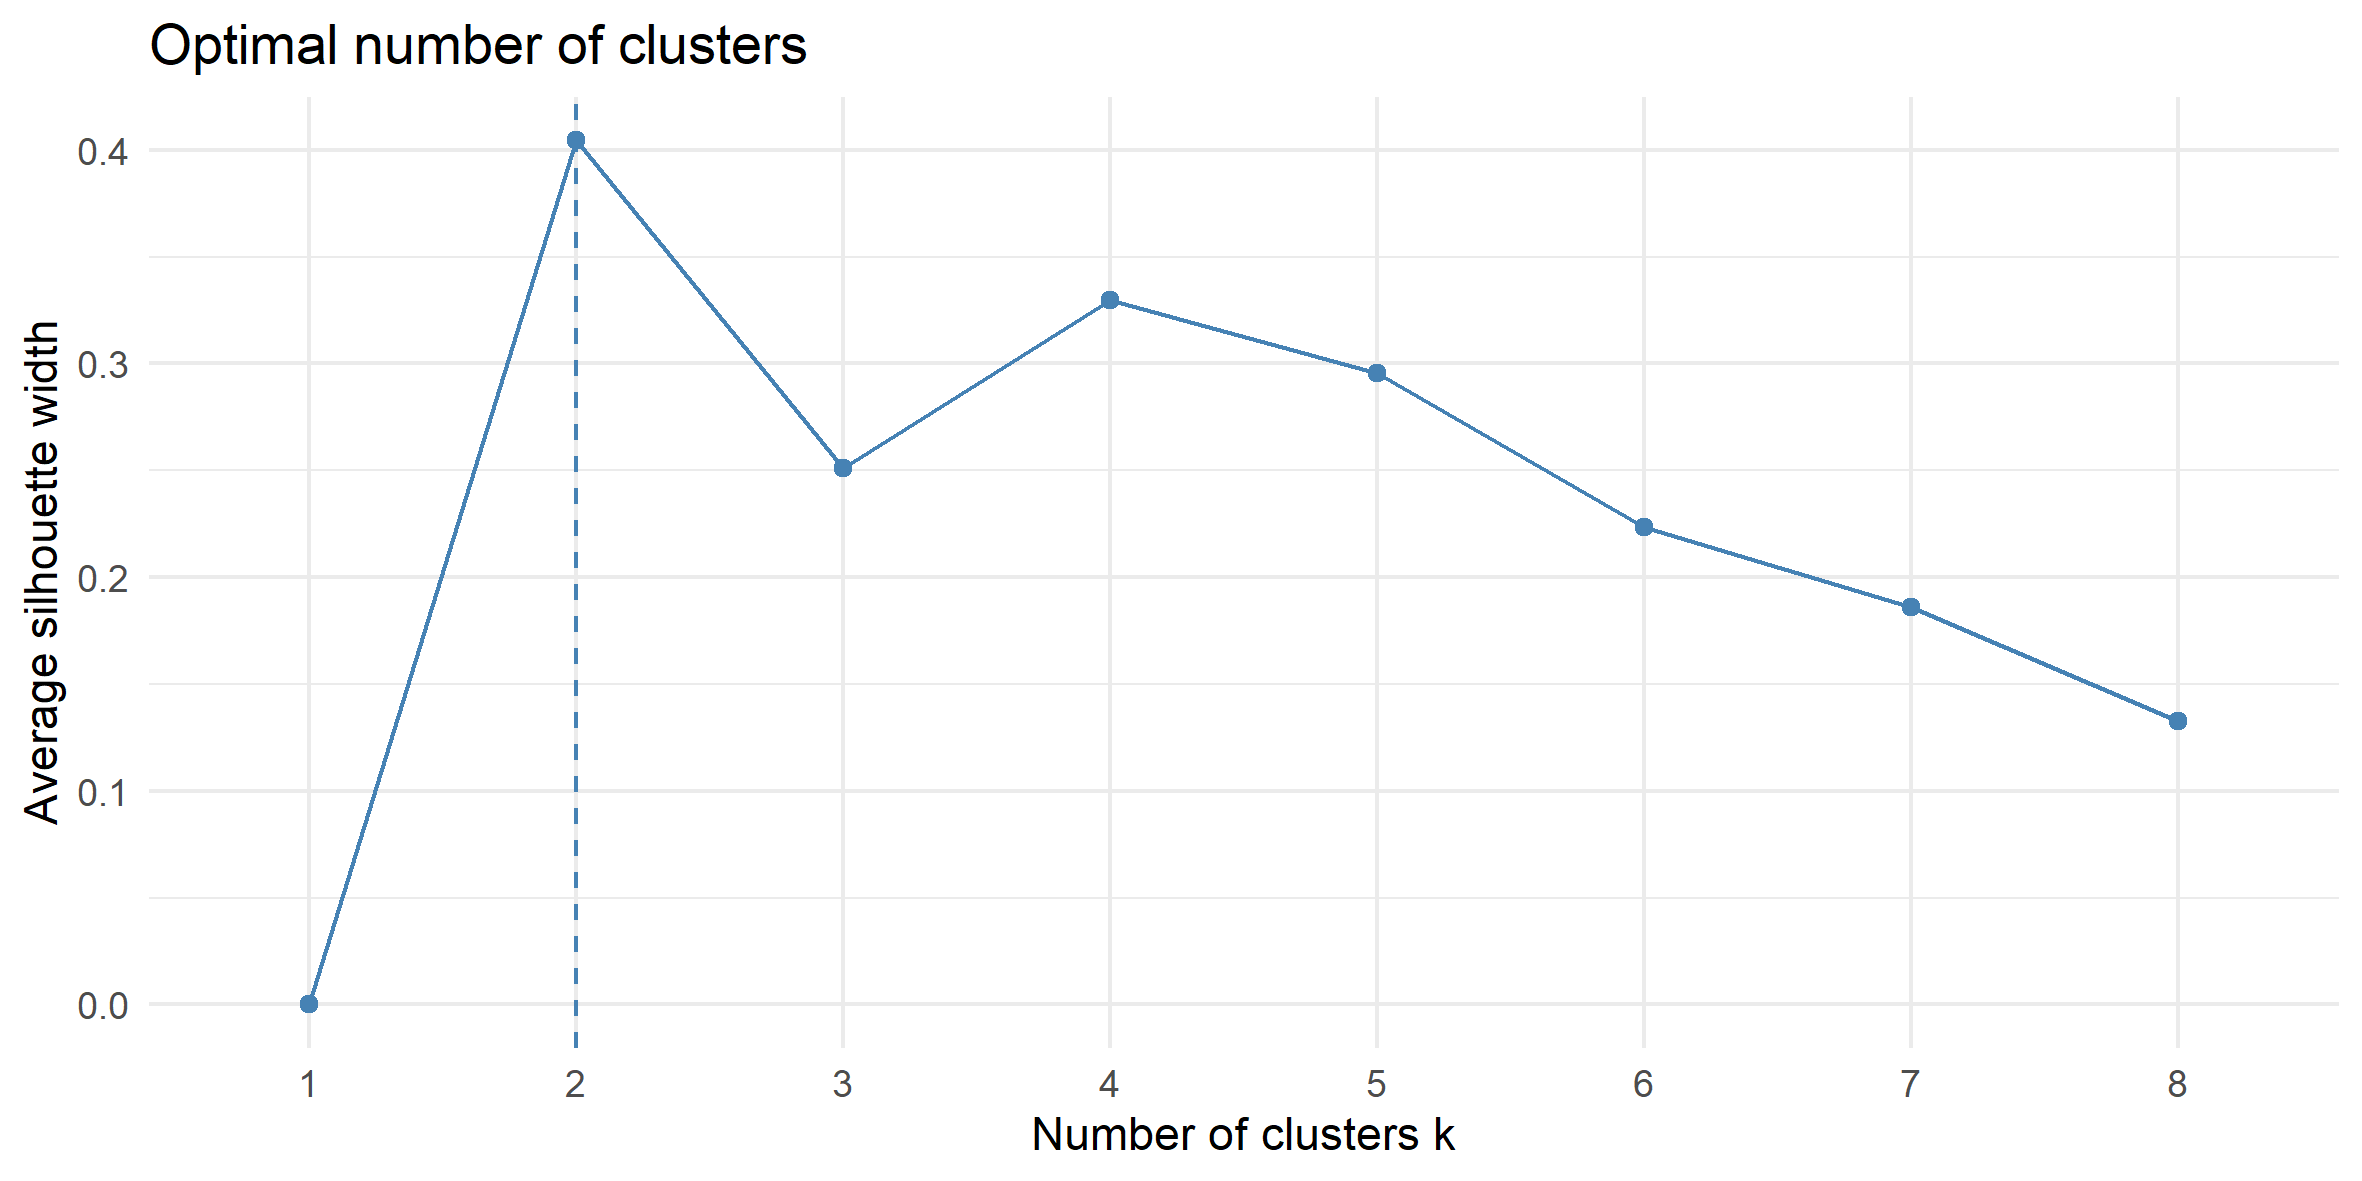 Optimal number of clusters
Average silhouette width
0.4
0.3
0.2
0.1
0.0
1 2 3 4 5 6 7 8
Number of clusters k